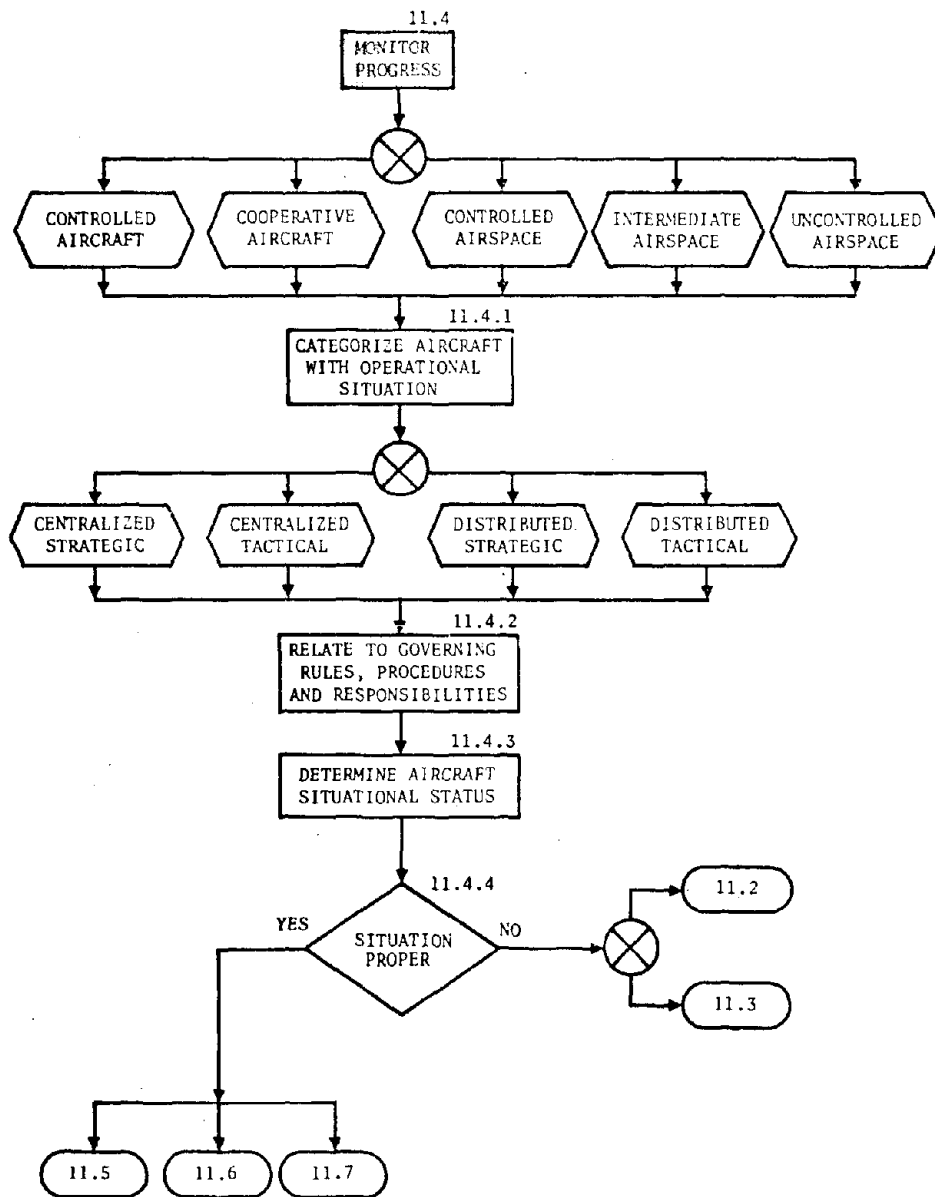 11.4
MONITOR
PROGRESS
CONTROLLED
AIRCRAFT
COOPERATIVE
AIRCRAFT
CONTROLLED
AIRSPACE
INTERMEDIATE
AIRSPACE
UNCONTROLLED
AIRSPACE
11.4.1
CATEGORIZE AIRCRAFT
WITH OPERATIONAL
SITUATION
CENTRALIZED
STRATEGIC
CENTRALIZED
TACTICAL
DISTRIBUTED
STRATEGIC
DISTRIBUTED
TACTICAL
11.4.2
RELATE TO GOVERNING
RULES, PROCEDURES
AND RESPONSIBILITIES
11.4.3
DETERMINE AIRCRAFT
SITUATIONAL STATUS
11.4.4
YES
SITUATION
PROPER
NO
11.2
11.3
11.5
11.6
11.7